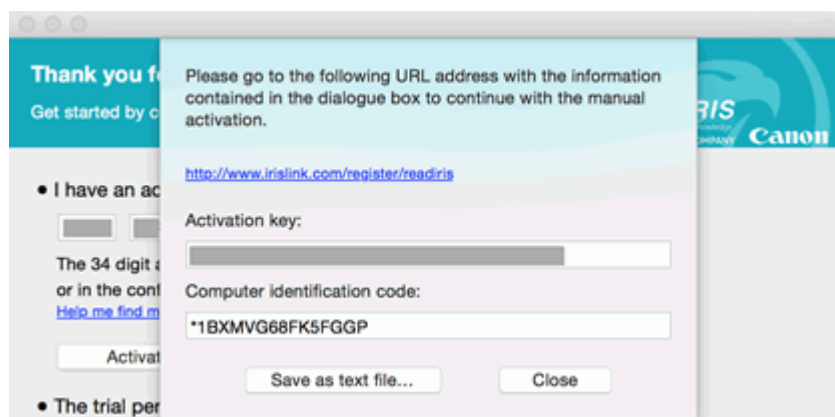 Thank you f
Get started by c
Please go to the following URL address with the information
contained in the dialogue box to continue with the manual
activation.
http://www.irislink.com/register/readiris
RIS
COMPANY
Canon
• I have an ac
The 34 digit a
or in the conf
Help me find m
Activat
• The trial per
Activation key:
Computer identification code:
*1BXMVG68FK5FGGP
Save as text file...
Close